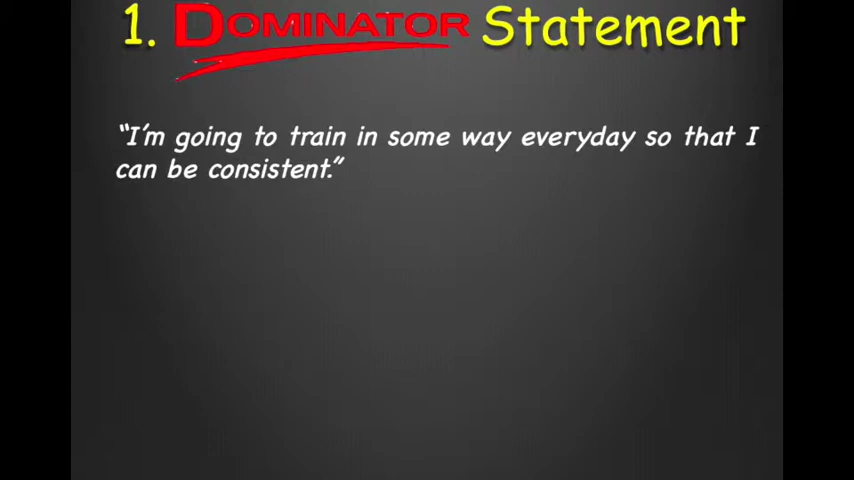 1. DOMINATOR Statement
“I’m going to train in some way everyday so that I
can be consistent.”